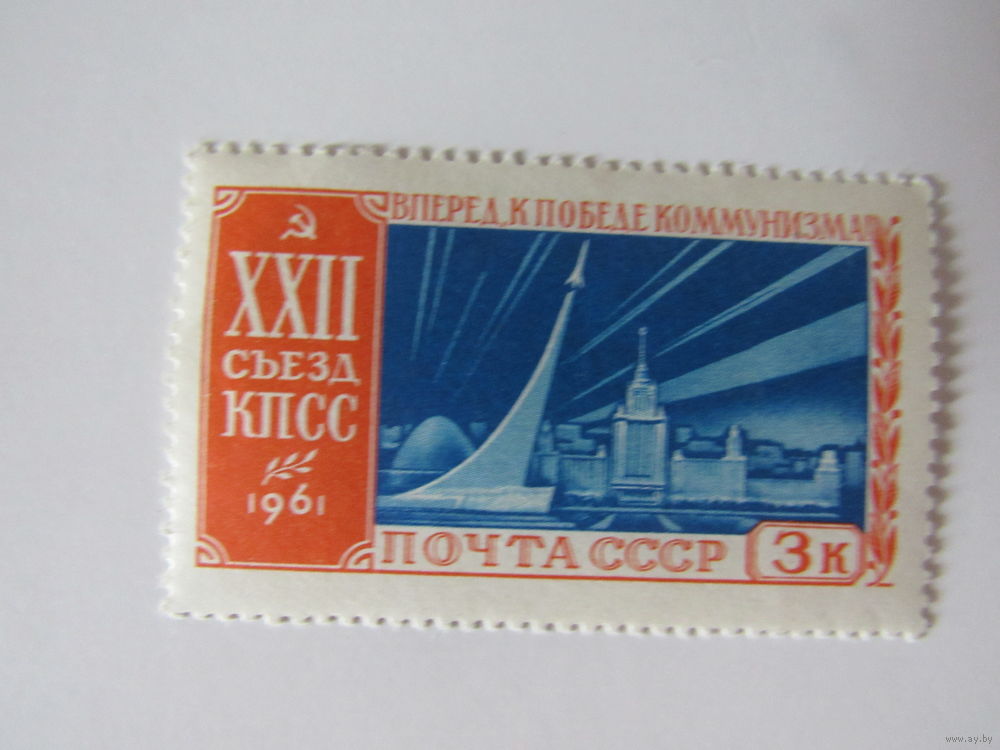 ВПЕРЕД, К ПОБЕДЕ КОММУНИЗМА!
XXII
СЪЕЗД
КПСС
1961
ПОЧТА СССР
3 к
www.ay.by